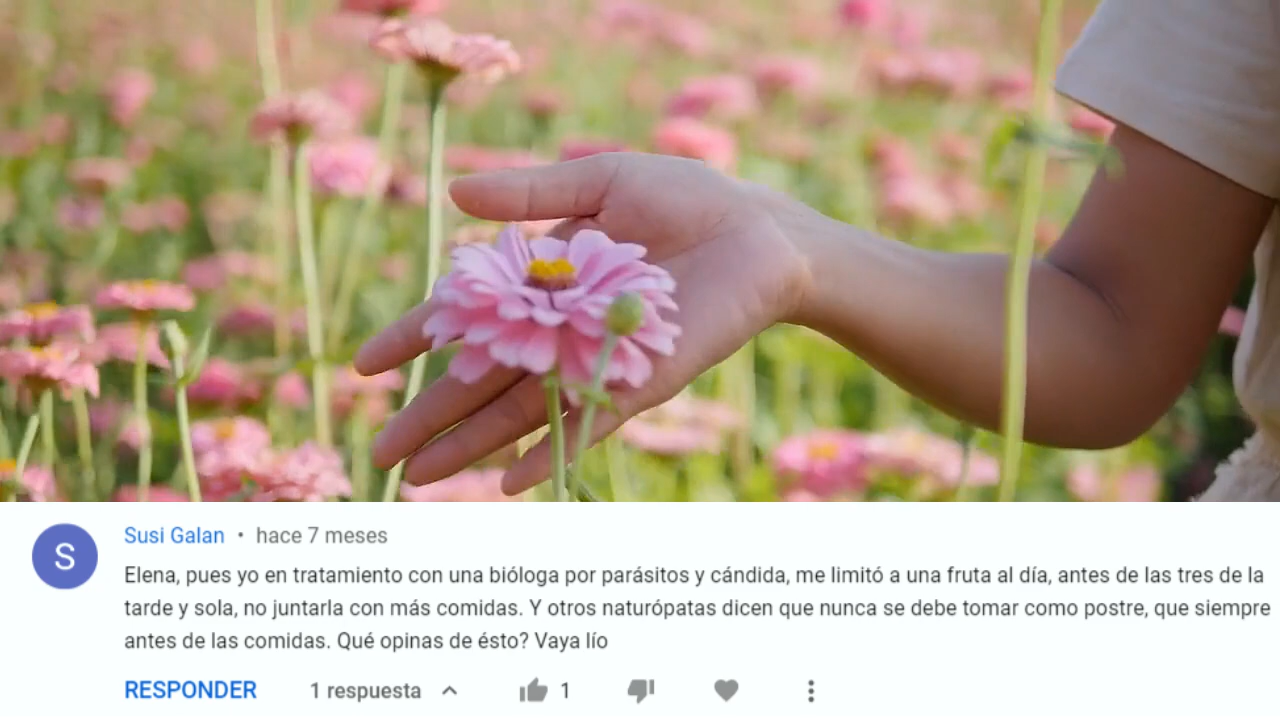 S
Susi Galan • hace 7 meses
Elena, pues yo en tratamiento con una bióloga por parásitos y cándida, me limitó a una fruta al día, antes de las tres de la
tarde y sola, no juntarla con más comidas. Y otros naturópatas dicen que nunca se debe tomar como postre, que siempre
antes de las comidas. Qué opinas de ésto? Vaya lío
RESPONDER 1 respuesta 1